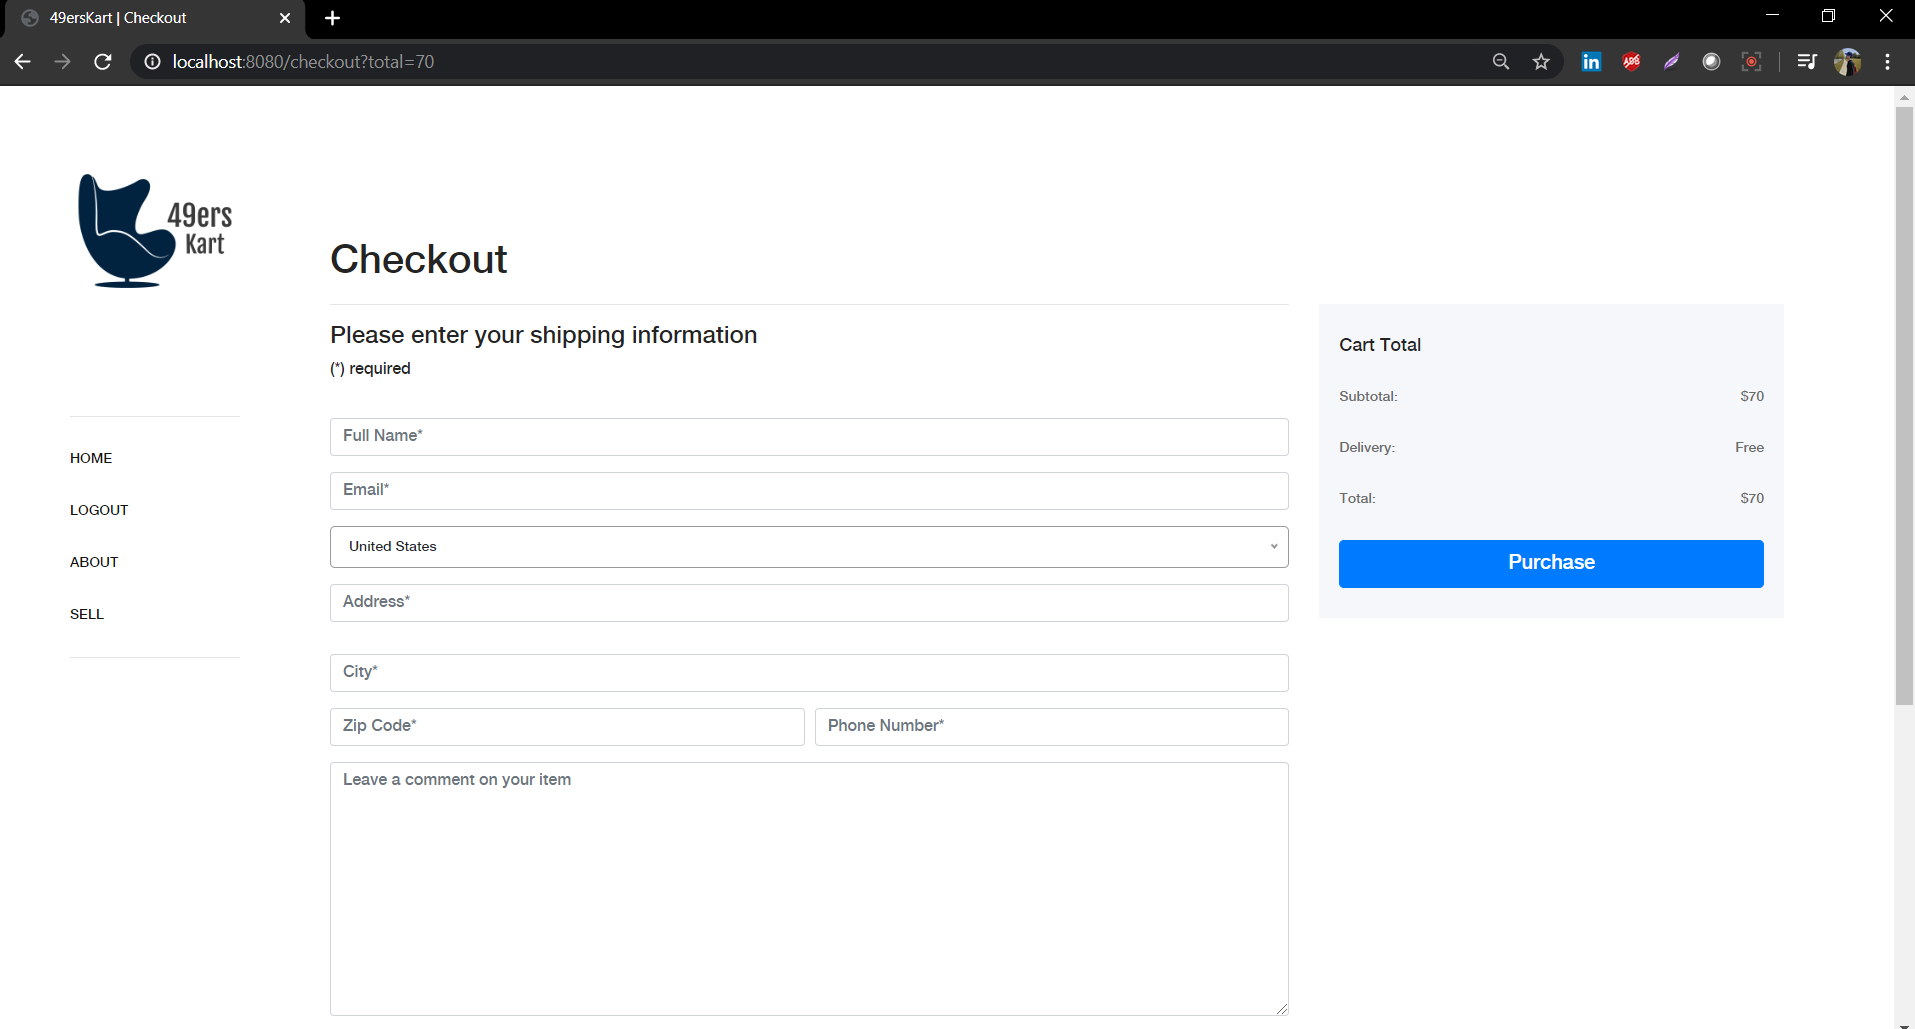 49ersKart | Checkout
localhost:8080/checkout?total=70
in
ADS
49ers
Kart
HOME
LOGOUT
ABOUT
SELL
Checkout
Please enter your shipping information
(*) required
Full Name*
Email*
United States
Address*
City*
Zip Code* Phone Number*
Leave a comment on your item
Cart Total
Subtotal: $70
Delivery: Free
Total: $70
Purchase